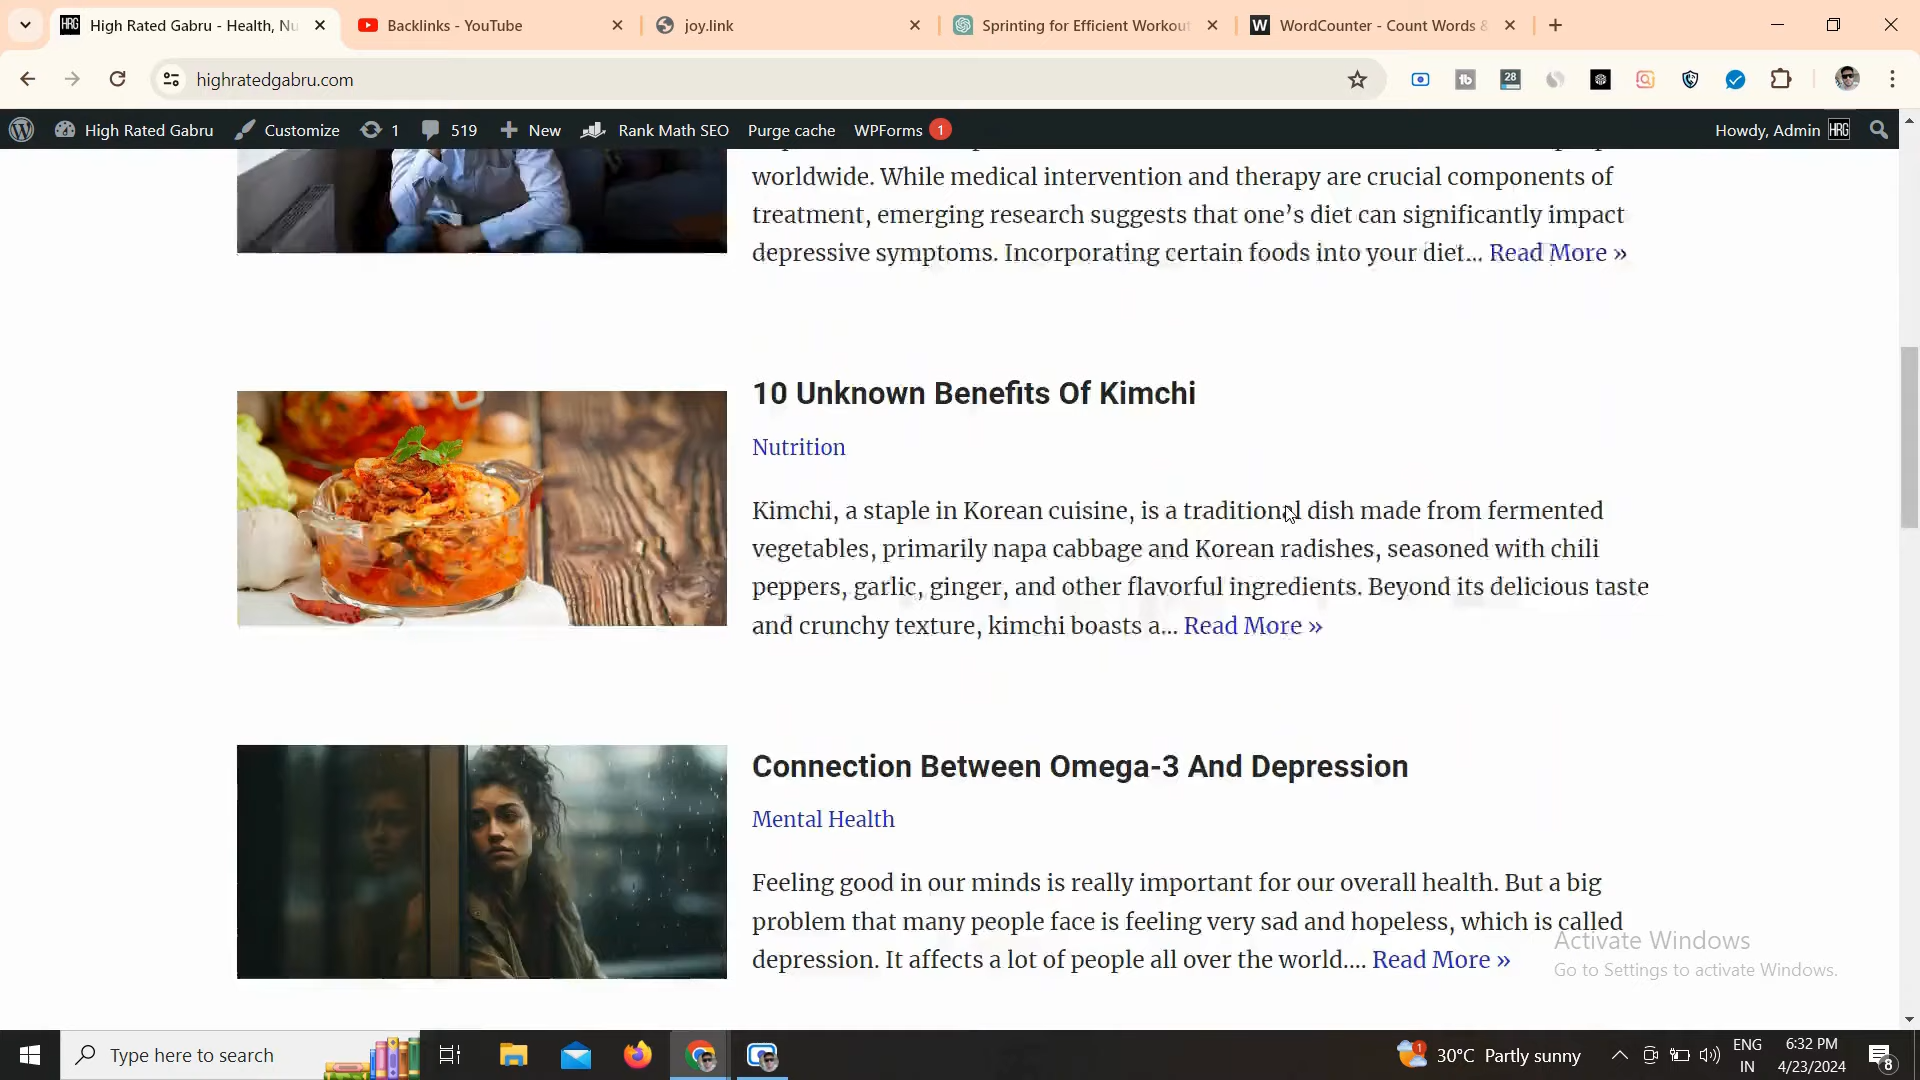 High Rated Gabru - Health, Nu
Backlinks - YouTube
joy.link
Sprinting for Efficient Workout
W WordCounter - Count Words &
highratedgabru.com
28
High Rated Gabru Customize 1 519 New Rank Math SEO Purge cache WPForms 1 Howdy, Admin HRG
worldwide. While medical intervention and therapy are crucial components of
treatment, emerging research suggests that one’s diet can significantly impact
depressive symptoms. Incorporating certain foods into your diet... Read More »
10 Unknown Benefits Of Kimchi
Nutrition
Kimchi, a staple in Korean cuisine, is a traditional dish made from fermented
vegetables, primarily napa cabbage and Korean radishes, seasoned with chili
peppers, garlic, ginger, and other flavorful ingredients. Beyond its delicious taste
and crunchy texture, kimchi boasts a... Read More »
Connection Between Omega-3 And Depression
Mental Health
Feeling good in our minds is really important for our overall health. But a big
problem that many people face is feeling very sad and hopeless, which is called
depression. It affects a lot of people all over the world.... Read More »
Activate Windows
Go to Settings to activate Windows.
Type here to search
30°C Partly sunny
ENG
IN
6:32 PM
4/23/2024
8